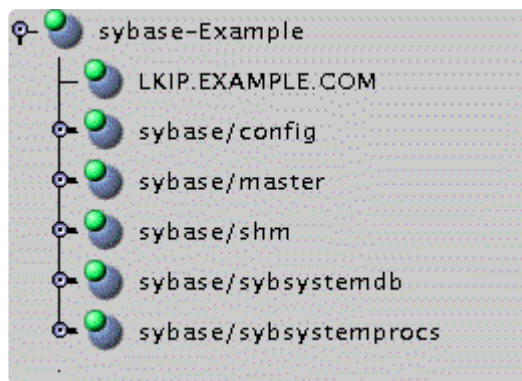 sybase-Example
LKIP.EXAMPLE.COM
sybase/config
sybase/master
sybase/shm
sybase/sybsystemdb
sybase/sybsystemprocs